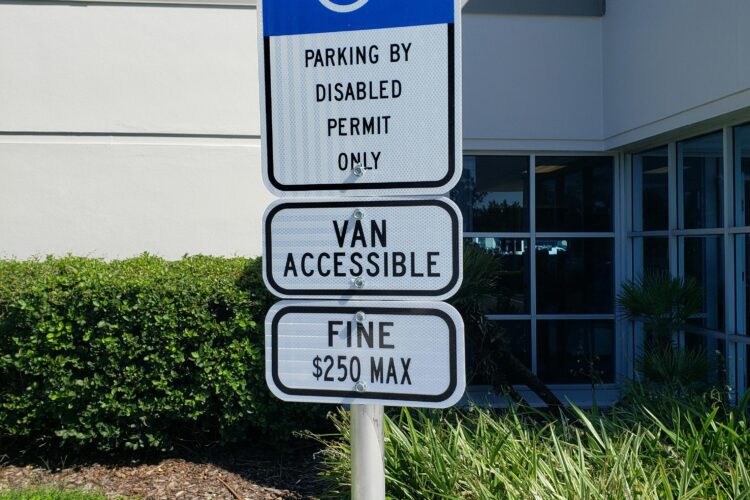 PARKING BY
DISABLED
PERMIT
ONLY
VAN
ACCESSIBLE
FINE
$250 MAX